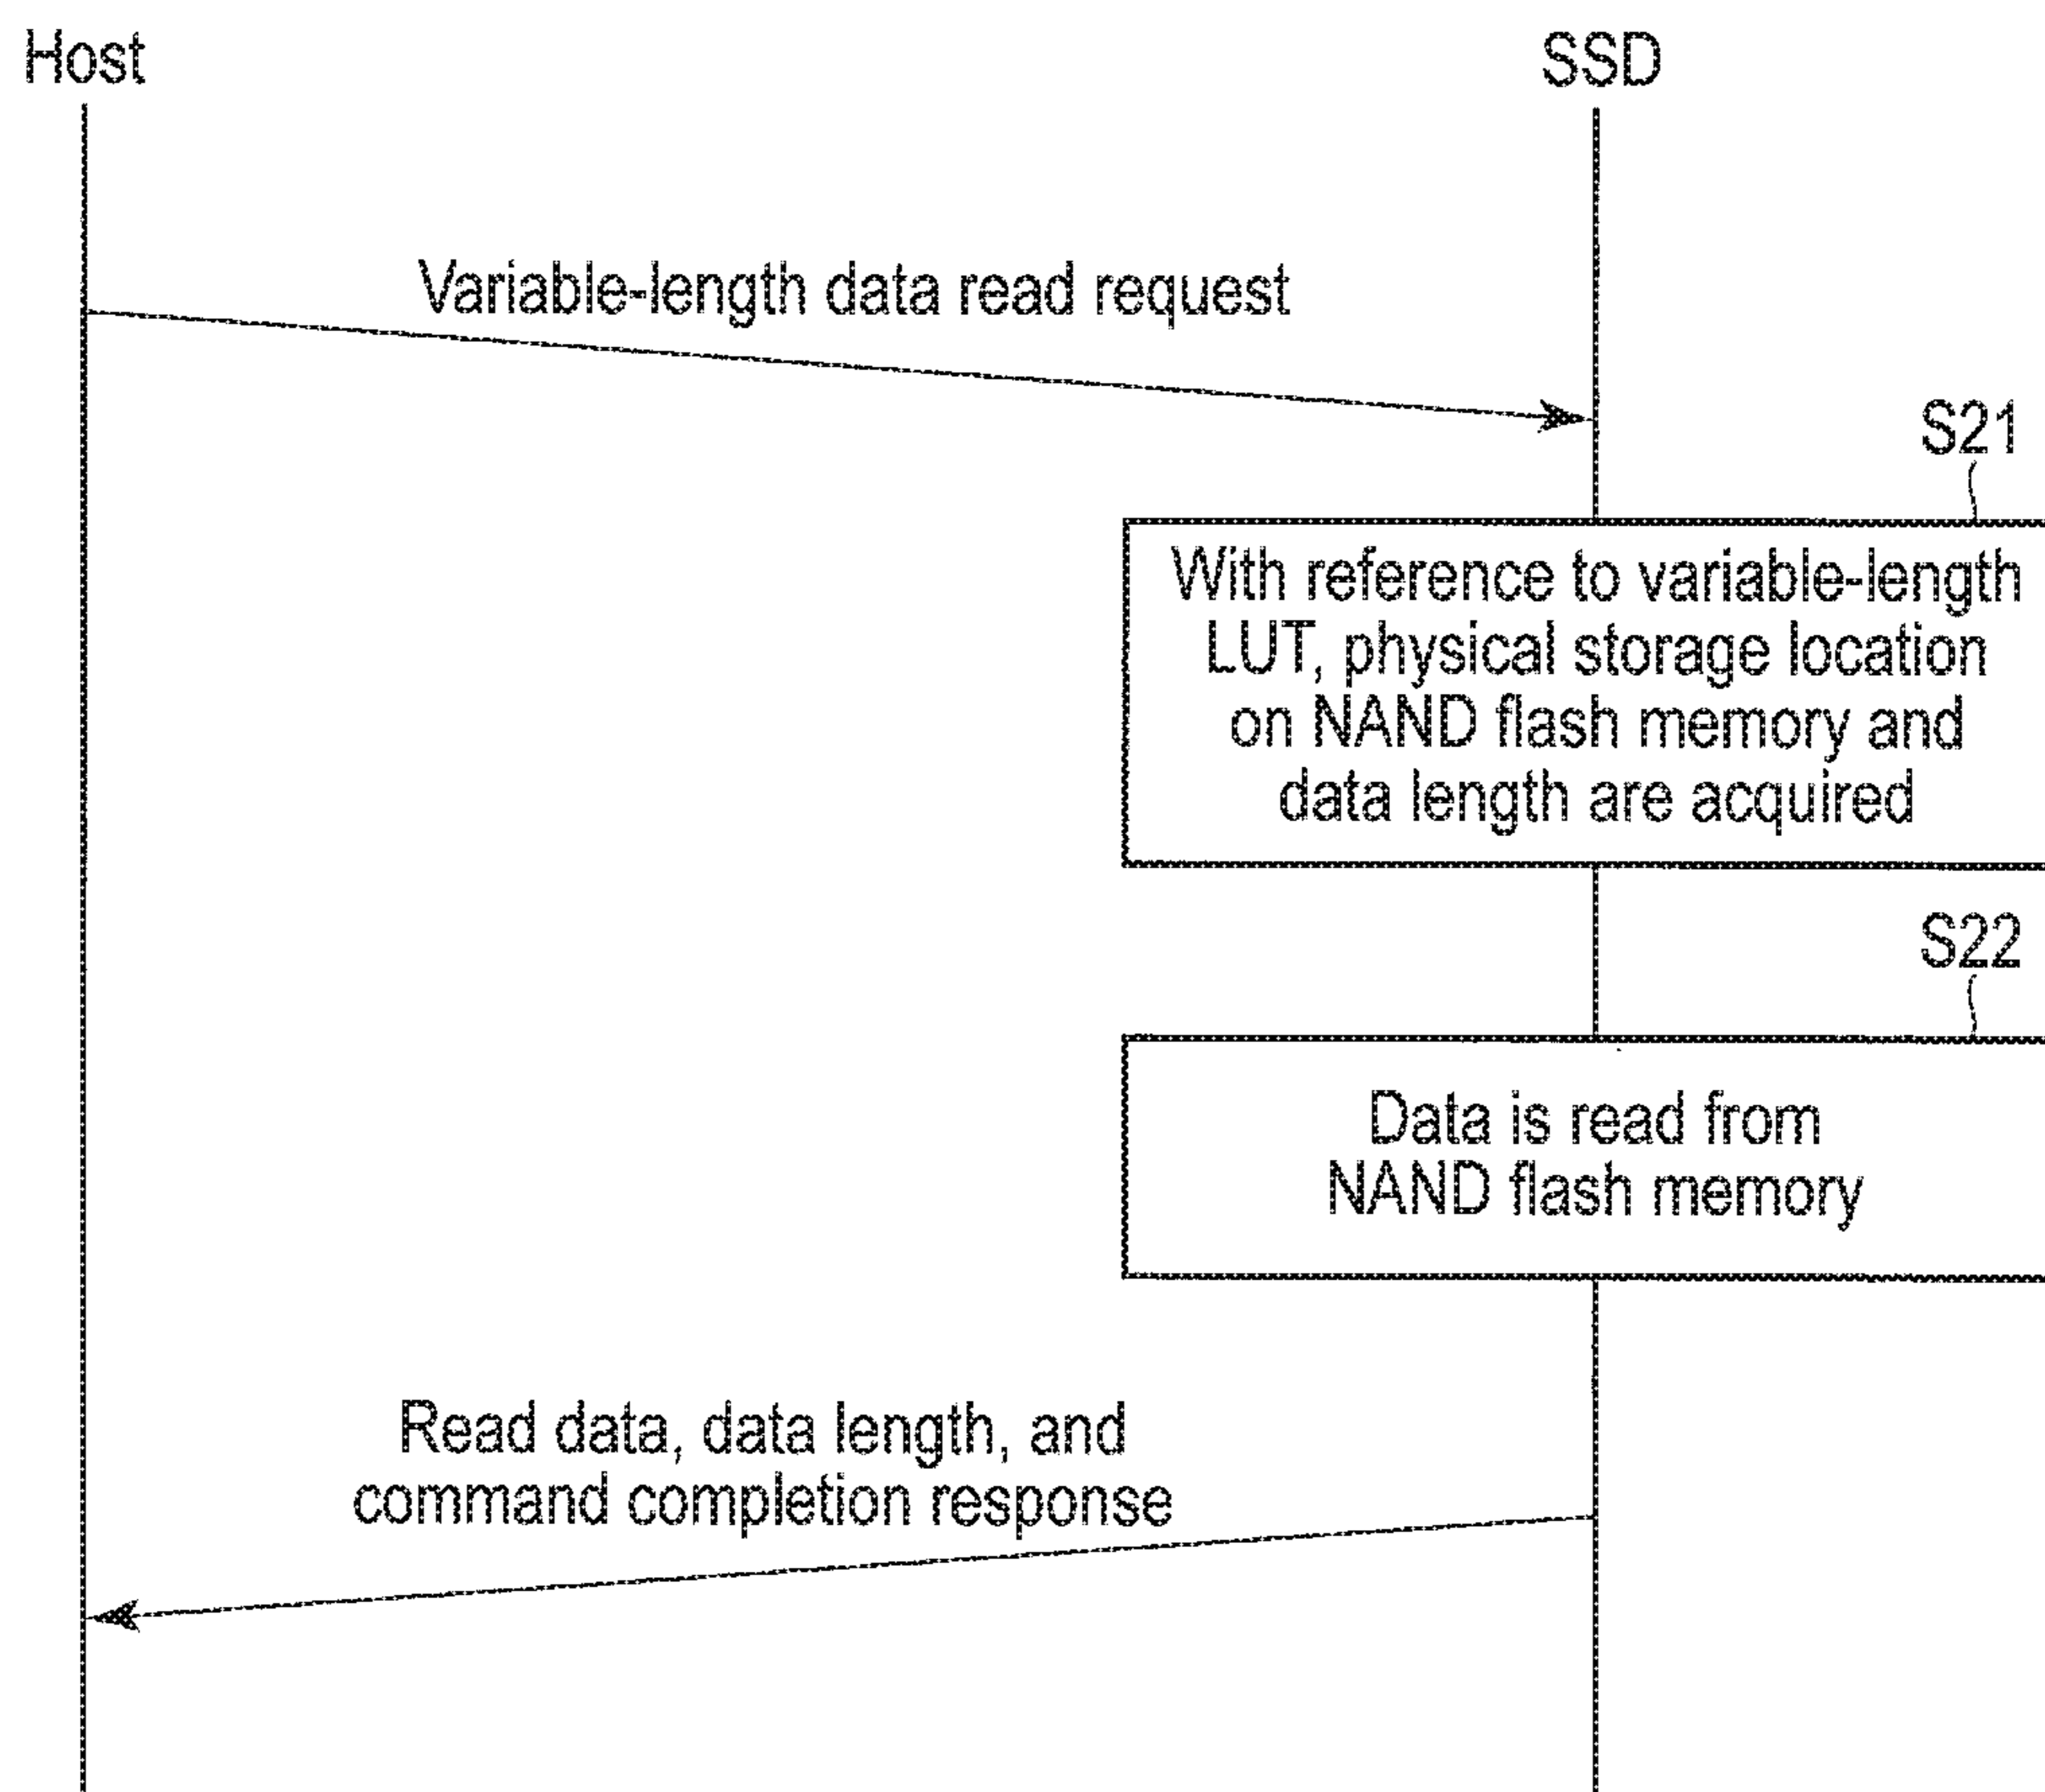 Host
SSD
Variable-length data read request
S21
With reference to variable-length
LUT, physical storage location
on NAND flash memory and
data length are acquired
S22
Data is read from
NAND flash memory
Read data, data length, and
command completion response